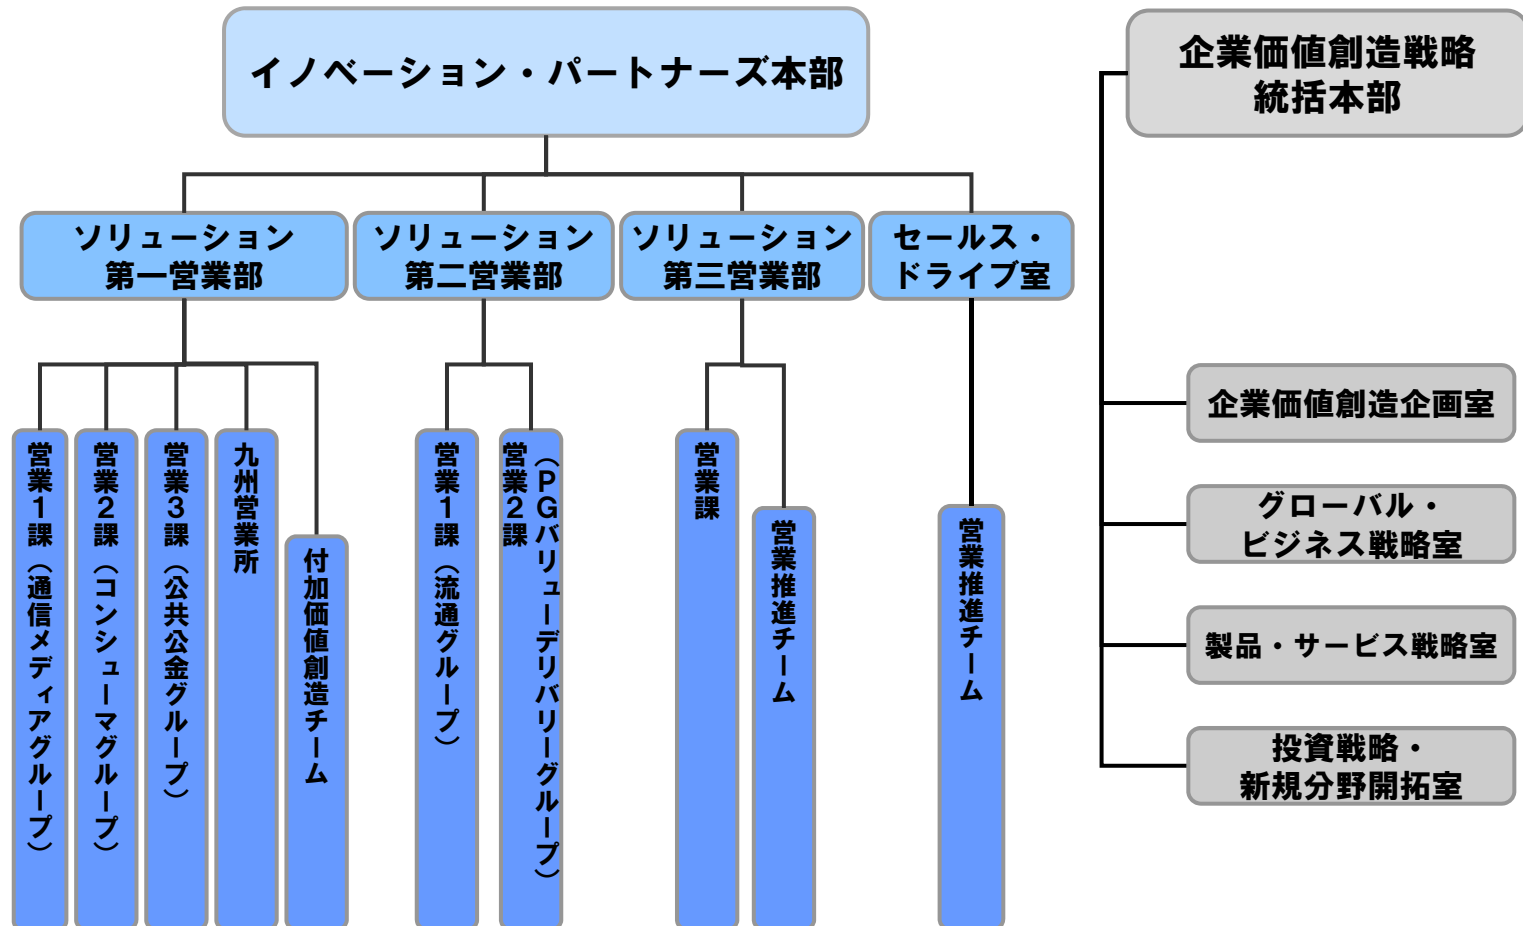 イノベーション・パートナーズ本部
企業価値創造戦略
統括本部
ソリューション
第一営業部
ソリューション
第二営業部
ソリューション
第三営業部
セールス・
ドライブ室
営業1課（通信メディアグループ）
営業2課（コンシューマグループ）
営業3課（公共公金グループ）
九州営業所
付加価値創造チーム
営業1課（流通グループ）
営業2課
（PGバリューデリバリーグループ）
営業課
営業推進チーム
営業推進チーム
企業価値創造企画室
グローバル・
ビジネス戦略室
製品・サービス戦略室
投資戦略・
新規分野開拓室